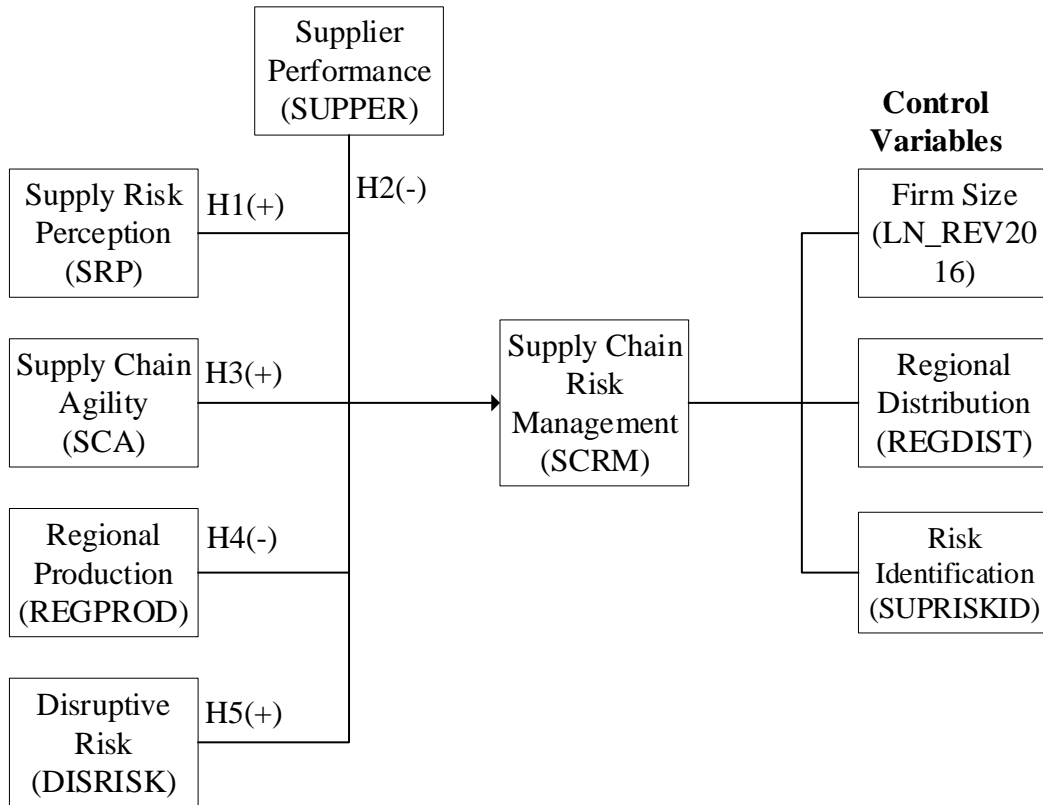 Supplier
Performance
(SUPPER)
Control
Variables
Supply Risk
Perception
(SRP)
H1(+)
H2(-)
Firm Size
(LN_REV20
16)
Supply Chain
Agility
(SCA)
H3(+)
Supply Chain
Risk
Management
(SCRM)
Regional
Distribution
(REGDIST)
Regional
Production
(REGPROD)
H4(-)
Risk
Identification
(SUPRISKID)
Disruptive
Risk
(DISRISK)
H5(+)